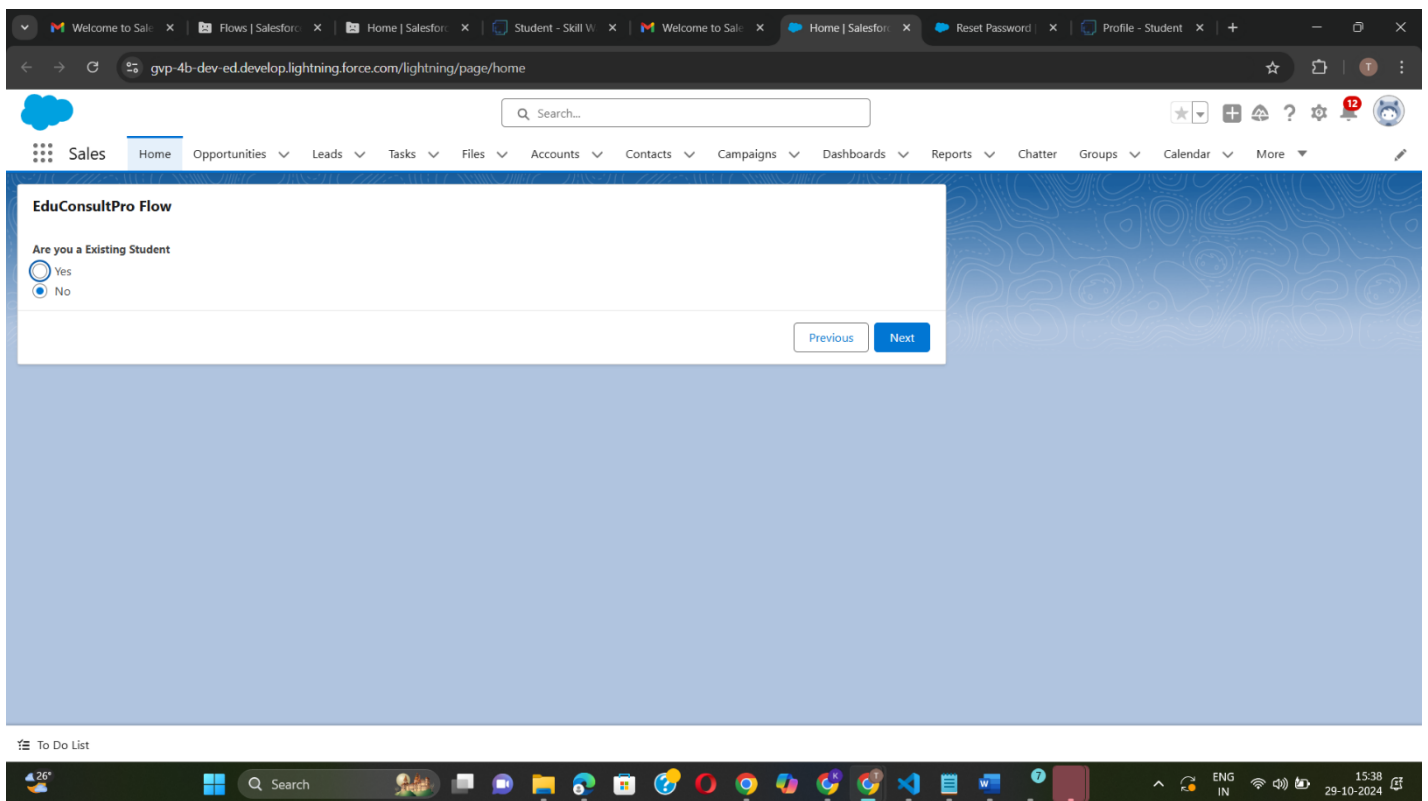 Welcome to Sale
Flows | Salesforc
Home | Salesforc
Student - Skill W
Welcome to Sale
Home | Salesforc
Reset Password |
Profile - Student
gvp-4b-dev-ed.develop.lightning.force.com/lightning/page/home
T
Search...
12
Sales Home Opportunities Leads Tasks Files Accounts Contacts Campaigns Dashboards Reports Chatter Groups Calendar More
EduConsultPro Flow
Are you a Existing Student
Yes
No
Previous Next
To Do List
26°
Search
7
ENG
IN
15:38
29-10-2024